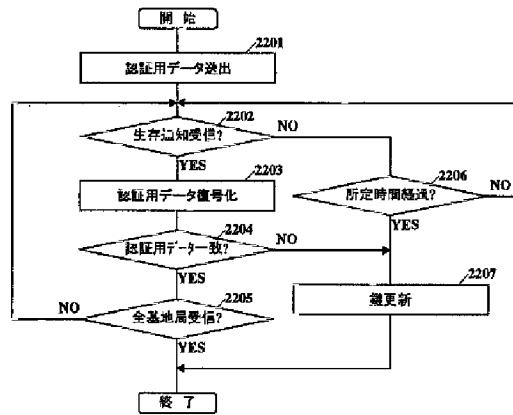 開 始
2201
認証用データ送出
2202
生存通知受信?
NO
YES
2203
認証用データ復号化
2206
所定時間経過?
NO
YES
2204
認証用データ一致?
NO
YES
2207
鍵更新
2205
全基地局受信?
NO
YES
終 了